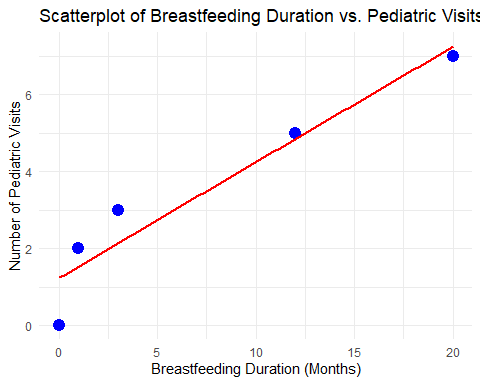 Scatterplot of Breastfeeding Duration vs. Pediatric Visits
Number of Pediatric Visits
6
4
2
0
0 5 10 15 20
Breastfeeding Duration (Months)